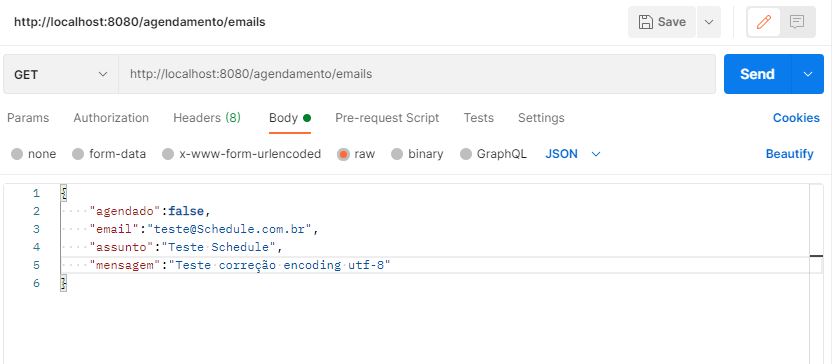 http://localhost:8080/agendamento/emails Save
GET http://localhost:8080/agendamento/emails Send
Params Authorization Headers (8) Body Pre-request Script Tests Settings Cookies
none form-data x-www-form-urlencoded raw binary GraphQL JSON Beautify
1 {
2 "agendado":false,
3 "email":"teste@Schedule.com.br",
4 "assunto":"Teste Schedule",
5 "mensagem":"Teste correção encoding utf-8"
6 }